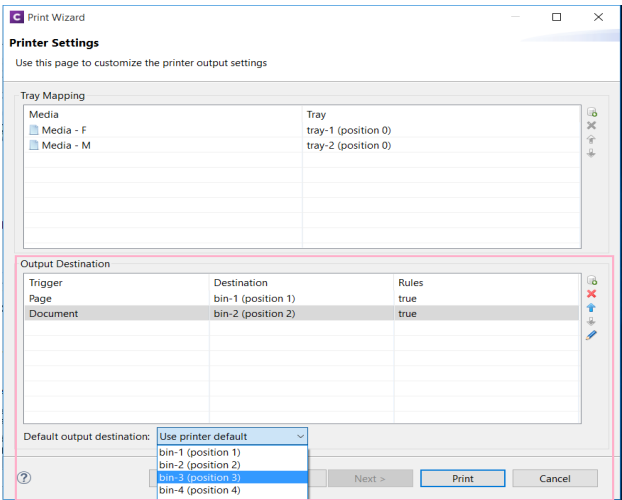 C Print Wizard
Printer Settings
Use this page to customize the printer output settings
Tray Mapping
Media Tray
Media - F tray-1 (position 0)
Media - M tray-2 (position 0)
Output Destination
Trigger Destination Rules
Page bin-1 (position 1) true
Document bin-2 (position 2) true
Default output destination: Use printer default
bin-1 (position 1)
bin-2 (position 2)
bin-3 (position 3)
bin-4 (position 4)
? Next > Print Cancel